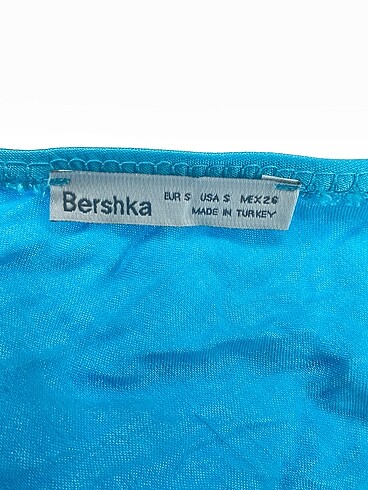 Bershka
EUR S USA S MEX 26
MADE IN TURKEY